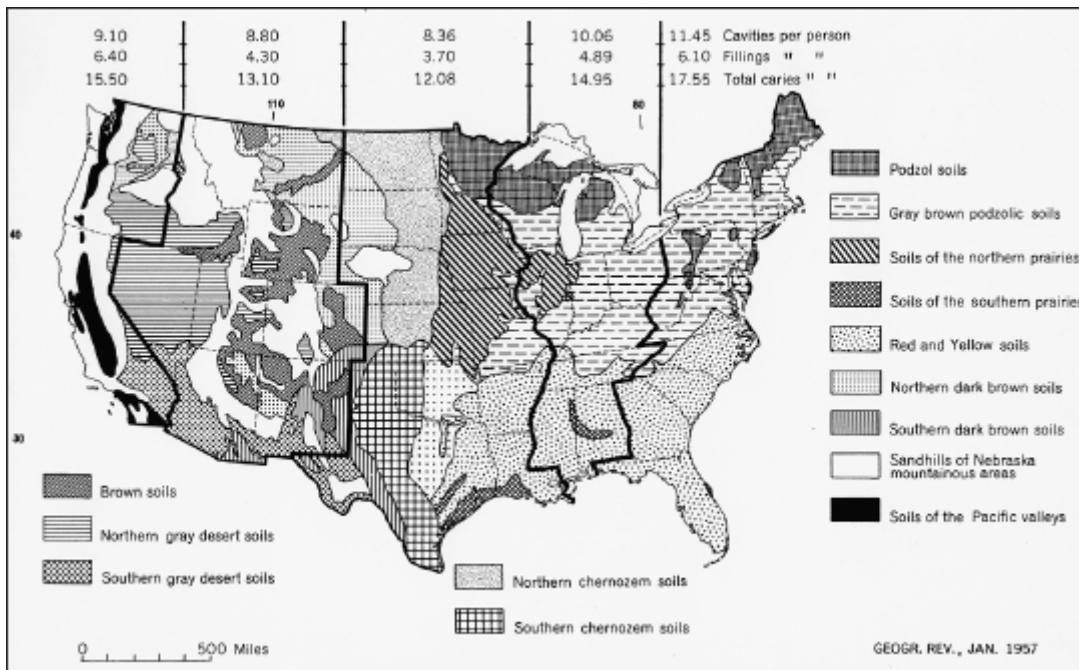 9.10 8.80 8.36 10.06 11.45 Cavities per person
6.40 4.30 3.70 4.89 6.10 Fillings " "
15.50 13.10 12.08 14.95 17.55 Total caries " "
110 80
40
30
Podzol soils
Gray brown podzolic soils
Soils of the northern prairies
Soils of the southern prairies
Red and Yellow soils
Northern dark brown soils
Southern dark brown soils
Sandhills of Nebraska
mountainous areas
Soils of the Pacific valleys
Brown soils
Northern gray desert soils
Southern gray desert soils
Northern chernozem soils
Southern chernozem soils
0 500 Miles
GEOGR. REV., JAN. 1957